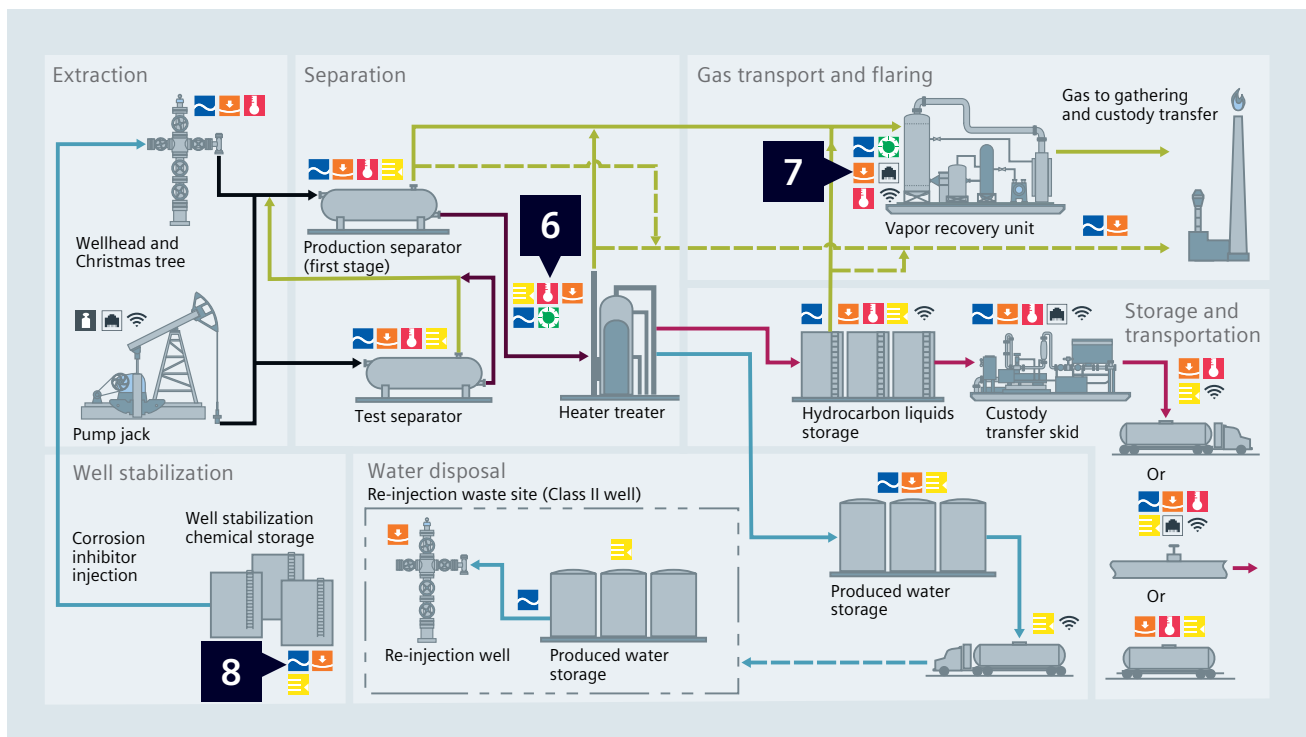 Extraction
Separation
Gas transport and flaring
Gas to gathering
and custody transfer
7
Wellhead and
Christmas tree
Production separator
(first stage)
6
Vapor recovery unit
Storage and
transportation
Pump jack
Test separator
Heater treater
Hydrocarbon liquids
storage
Custody
transfer skid
Or
Or
Well stabilization
Well stabilization
chemical storage
Corrosion
inhibitor
injection
8
Water disposal
Re-injection waste site (Class II well)
Re-injection well
Produced water
storage
Produced water
storage